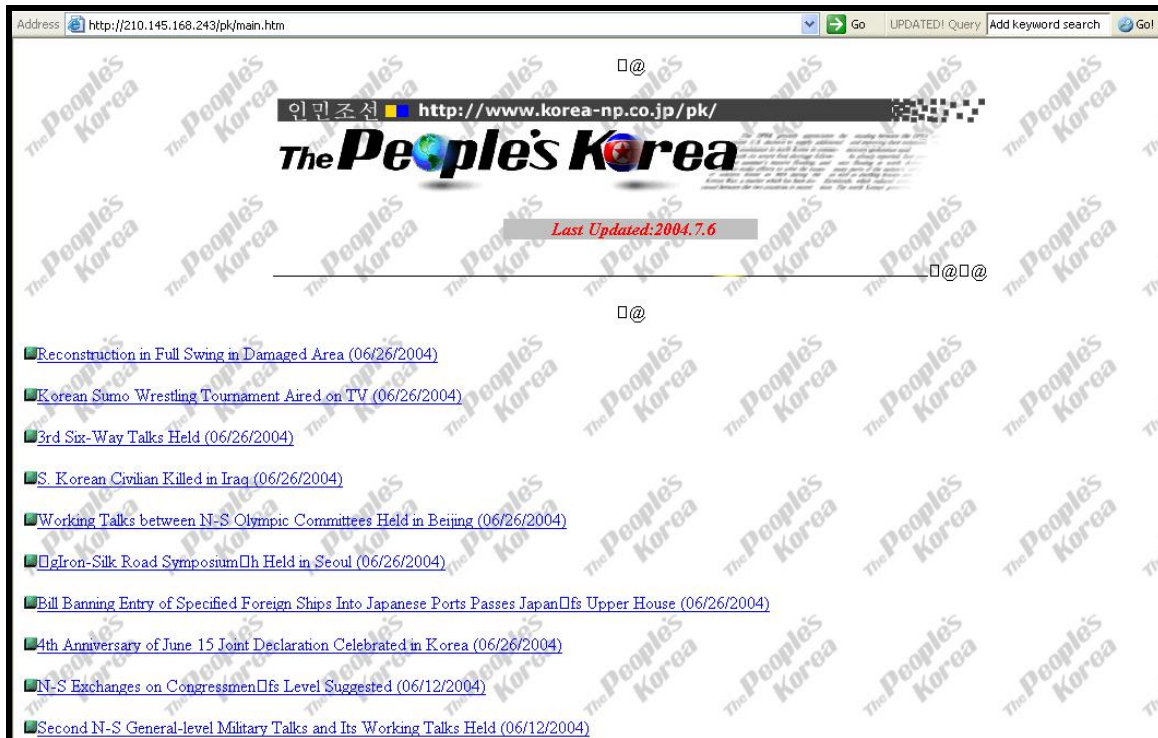 Address http://210.145.168.243/pk/main.htm Go UPDATED! Query Add keyword search Go!
□@
인민조선 http://www.korea-np.co.jp/pk/
The People's Korea
Last Updated:2004.7.6
□@□@
□@
Reconstruction in Full Swing in Damaged Area (06/26/2004)
Korean Sumo Wrestling Tournament Aired on TV (06/26/2004)
3rd Six-Way Talks Held (06/26/2004)
S. Korean Civilian Killed in Iraq (06/26/2004)
Working Talks between N-S Olympic Committees Held in Beijing (06/26/2004)
□gIron-Silk Road Symposium□h Held in Seoul (06/26/2004)
Bill Banning Entry of Specified Foreign Ships Into Japanese Ports Passes Japan□fs Upper House (06/26/2004)
4th Anniversary of June 15 Joint Declaration Celebrated in Korea (06/26/2004)
N-S Exchanges on Congressmen□fs Level Suggested (06/12/2004)
Second N-S General-level Military Talks and Its Working Talks Held (06/12/2004)